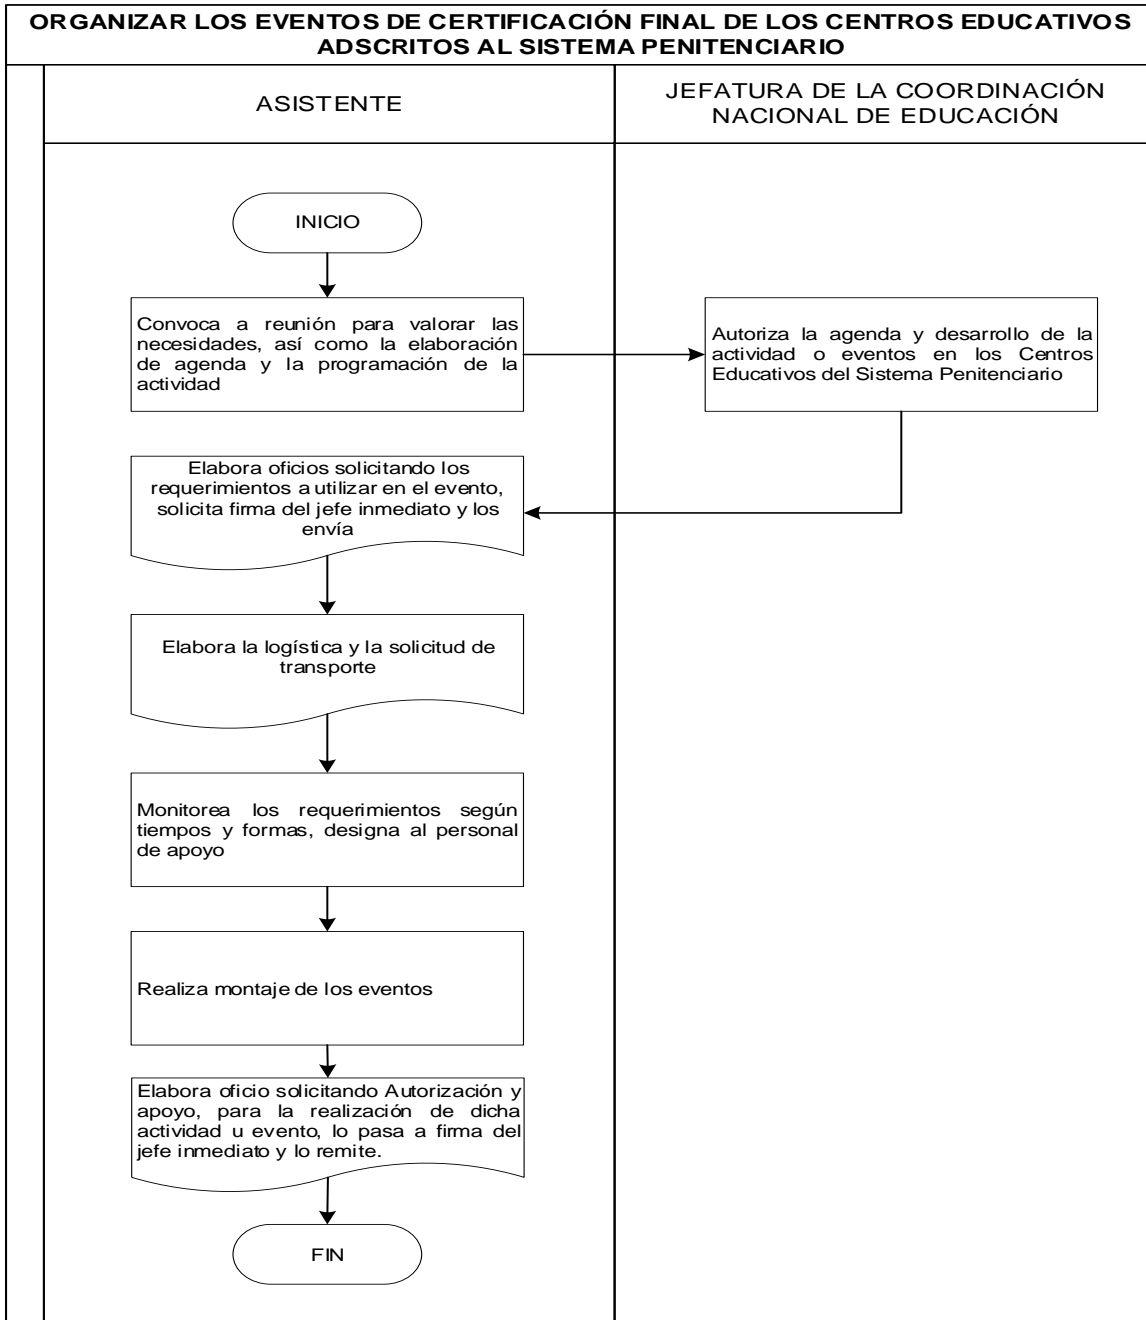 ORGANIZAR LOS EVENTOS DE CERTIFICACIÓN FINAL DE LOS CENTROS EDUCATIVOS
ADSCRITOS AL SISTEMA PENITENCIARIO
ASISTENTE
JEFATURA DE LA COORDINACIÓN
NACIONAL DE EDUCACIÓN
INICIO
Convoca a reunión para valorar las
necesidades, así como la elaboración
de agenda y la programación de la
actividad
Autoriza la agenda y desarrollo de la
actividad o eventos en los Centros
Educativos del Sistema Penitenciario
Elabora oficios solicitando los
requerimientos a utilizar en el evento,
solicita firma del jefe inmediato y los
envía
Elabora la logística y la solicitud de
transporte
Monitorea los requerimientos según
tiempos y formas, designa al personal
de apoyo
Realiza montaje de los eventos
Elabora oficio solicitando Autorización y
apoyo, para la realización de dicha
actividad u evento, lo pasa a firma del
jefe inmediato y lo remite.
FIN